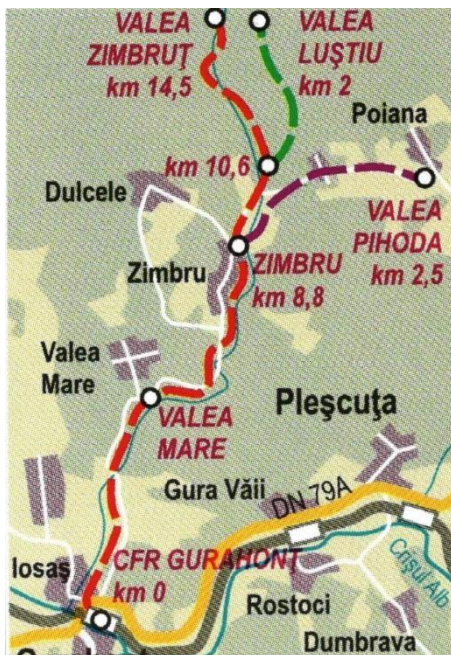 VALEA
ZIMBRUŢ
km 14,5
VALEA
LUŞTIU
km 2
Poiana
km 10,6
Dulcele
VALEA
PIHODA
km 2,5
Zimbru
ZIMBRU
km 8,8
Valea
Mare
VALEA
MARE
Pleşcuţa
Gura Văii
DN 79A
CFR GURAHONT
km 0
Iosaş
Crişul Alb
Rostoci
Dumbrava